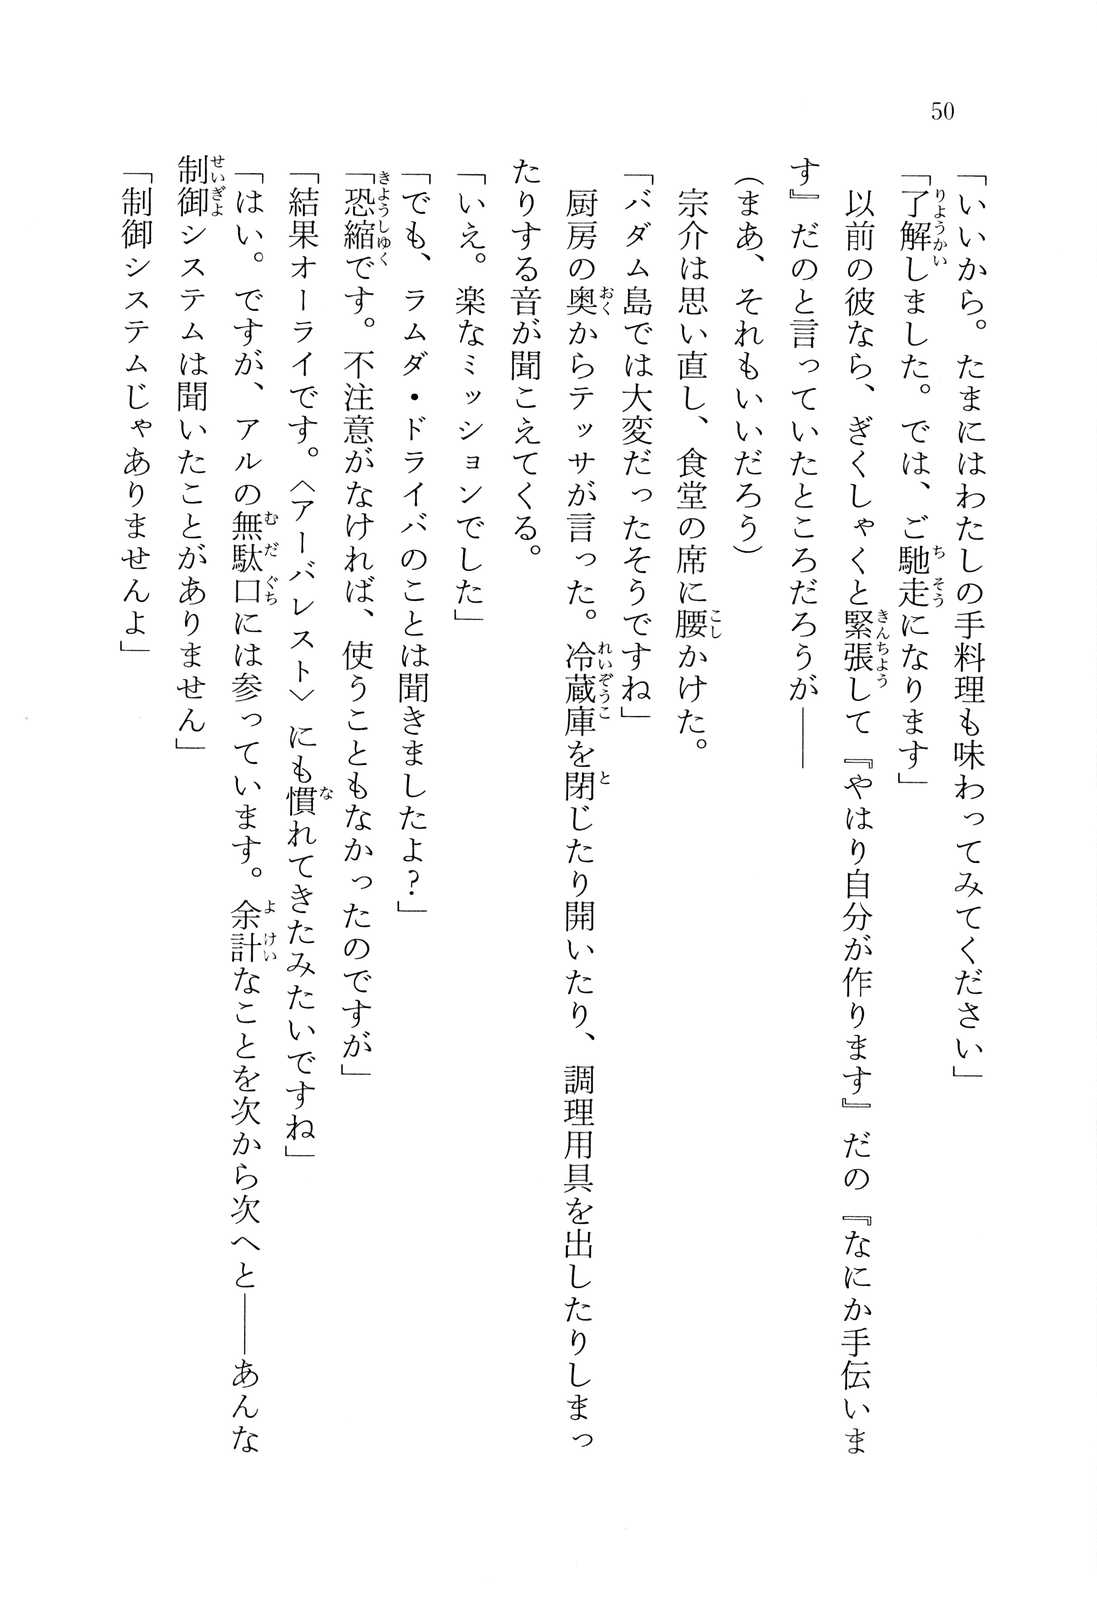 50
「いいから。たまにはわたしの手料理も味わってみてください」
「了解しました。では、ご馳走になります」
　以前の彼なら、ぎくしゃくと緊張して『やはり自分が作ります』だの『なにか手伝いま
す』だのと言っていたところだろうが――
（まあ、それもいいだろう）
　宗介は思い直し、食堂の席に腰かけた。
「バダム島では大変だったそうですね」
　厨房の奥からテッサが言った。冷蔵庫を閉じたり開いたり、調理用具を出したりしまっ
たりする音が聞こえてくる。
「いえ。楽なミッションでした」
「でも、ラムダ・ドライバのことは聞きましたよ？」
「恐縮です。不注意がなければ、使うこともなかったのですが」
「結果オーライです。〈アーバレスト〉にも慣れてきたみたいですね」
「はい。ですが、アルの無駄口には参っています。余計なことを次から次へと――あんな
制御システムは聞いたことがありません」
「制御システムじゃありませんよ」